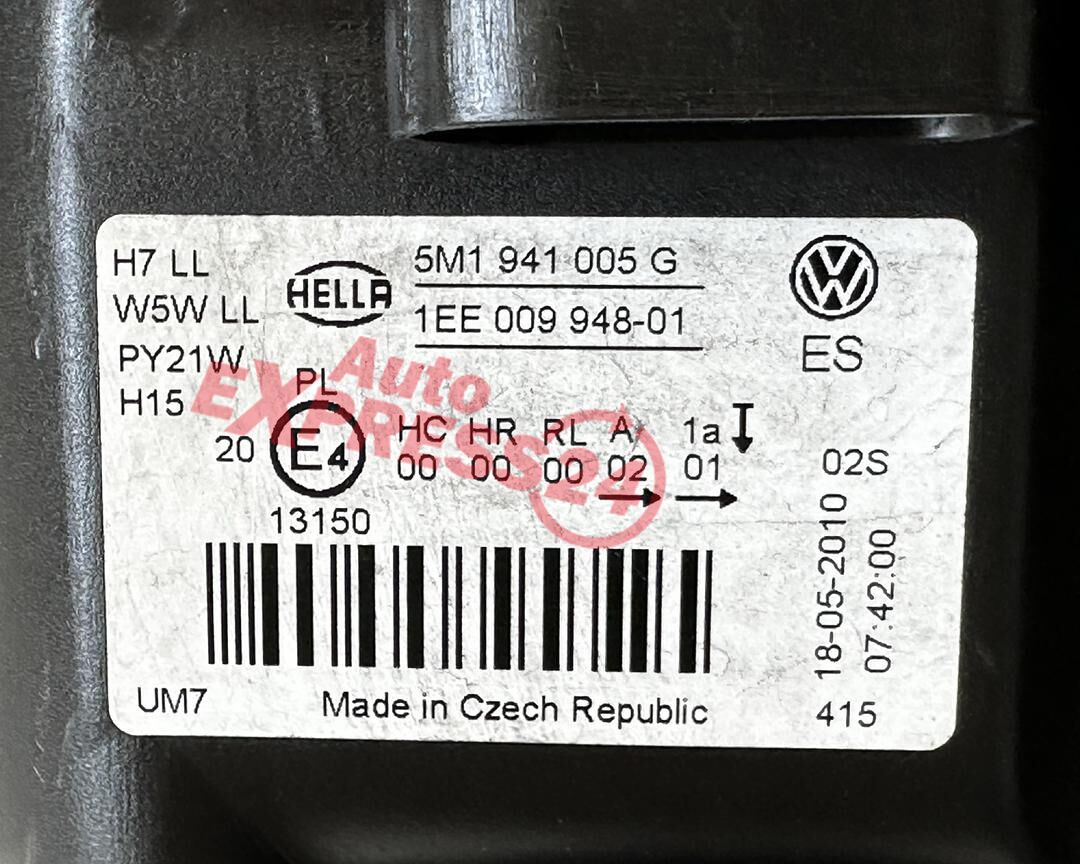 H7 LL
W5W LL
PY21W
H15
HELLA
5M1 941 005 G
1EE 009 948-01
ES
Auto
EXPRESS24
PL
20 E4
13150
HC HR RL A 1a
00 00 00 02 01
02S
18-05-2010
07:42:00
UM7
Made in Czech Republic
415